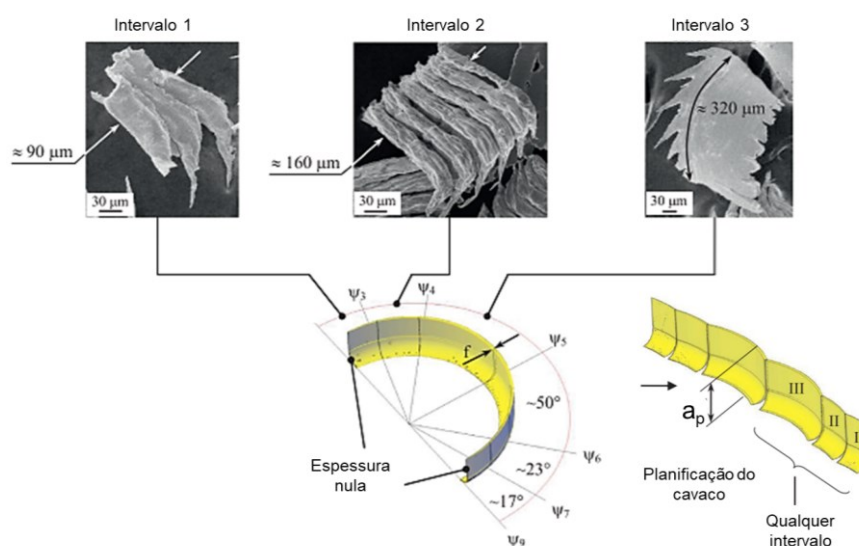 Intervalo 1
Intervalo 2
Intervalo 3
≈ 90 μm
≈ 160 μm
≈ 320 μm
30 μm
30 μm
30 μm
ψ3
ψ4
ψ5
f
~50°
ψ6
~23°
~17°
ψ7
ψ9
Espessura
nula
III
II
I
ap
Planificação do
cavaco
Qualquer
intervalo